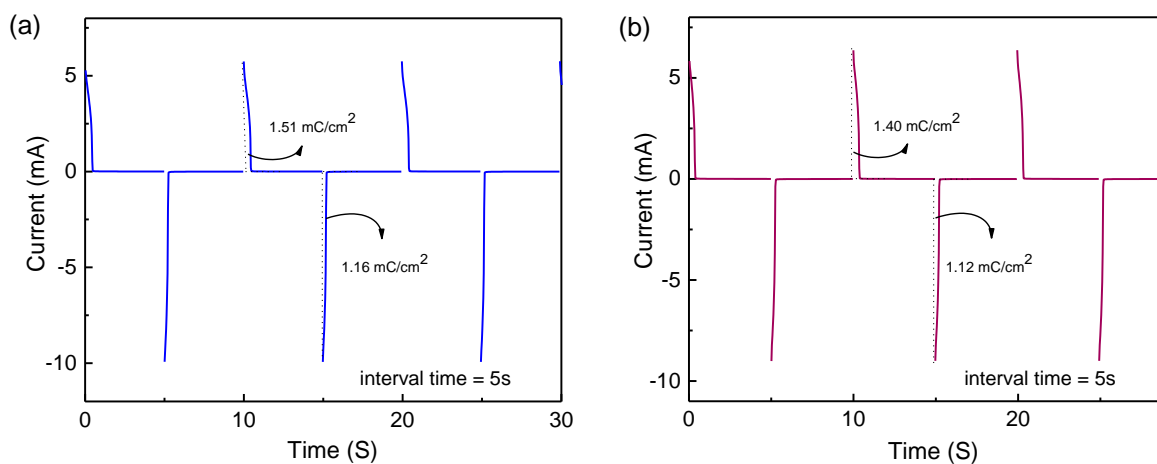 (a)
Current (mA)
5
0
-5
-10
1.51 mC/cm²
1.16 mC/cm²
interval time = 5s
0 10 20 30
Time (S)
(b)
Current (mA)
5
0
-5
-10
1.40 mC/cm²
1.12 mC/cm²
interval time = 5s
0 10 20
Time (S)